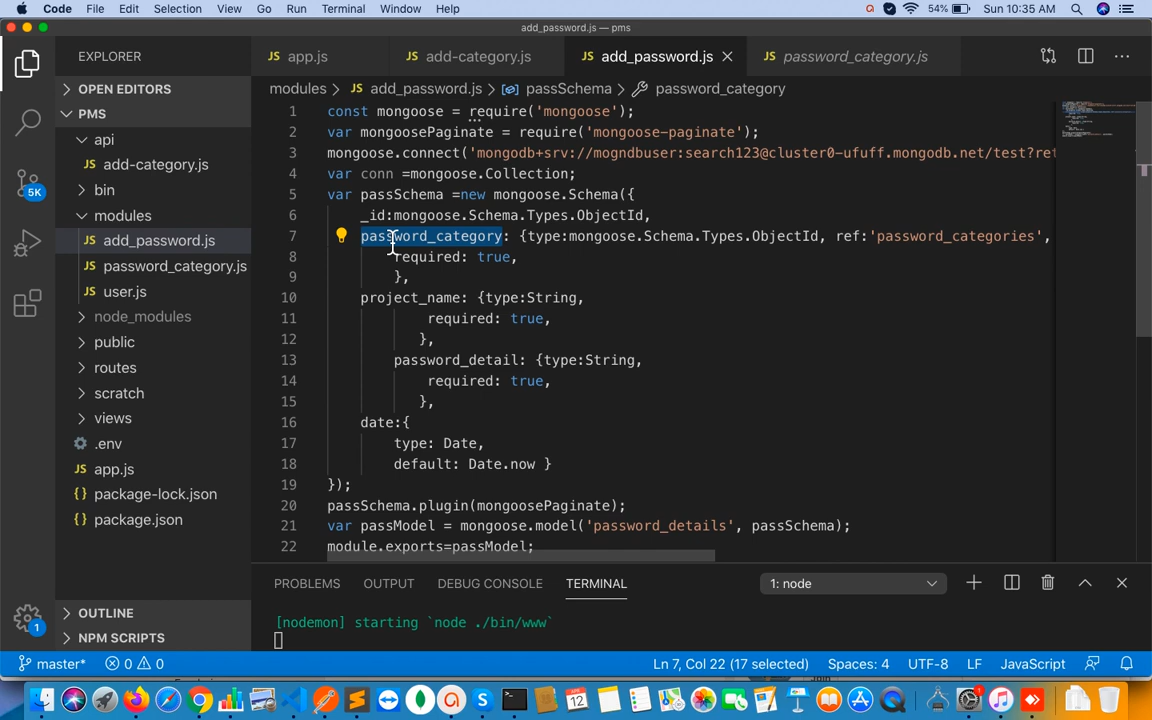 Code File Edit Selection View Go Run Terminal Window Help 54% Sun 10:35 AM
add_password.js — pms
EXPLORER
OPEN EDITORS
PMS
api
JS add-category.js
bin
modules
JS add_password.js
JS password_category.js
JS user.js
node_modules
public
routes
scratch
views
.env
JS app.js
{} package-lock.json
{} package.json
OUTLINE
NPM SCRIPTS
5K
1
JS app.js JS add-category.js JS add_password.js JS password_category.js
modules > JS add_password.js > passSchema > password_category
1 const mongoose = require('mongoose');
2 var mongoosePaginate = require('mongoose-paginate');
3 mongoose.connect('mongodb+srv://mogndbuser:search123@cluster0-ufuff.mongodb.net/test?ret
4 var conn =mongoose.Collection;
5 var passSchema =new mongoose.Schema({
6 _id:mongoose.Schema.Types.ObjectId,
7 password_category: {type:mongoose.Schema.Types.ObjectId, ref:'password_categories',
8 required: true,
9 },
10 project_name: {type:String,
11 required: true,
12 },
13 password_detail: {type:String,
14 required: true,
15 },
16 date:{
17 type: Date,
18 default: Date.now }
19 });
20 passSchema.plugin(mongoosePaginate);
21 var passModel = mongoose.model('password_details', passSchema);
22 module.exports=passModel;
PROBLEMS OUTPUT DEBUG CONSOLE TERMINAL 1: node
[nodemon] starting `node ./bin/www`
master* 0 0 Ln 7, Col 22 (17 selected) Spaces: 4 UTF-8 LF JavaScript